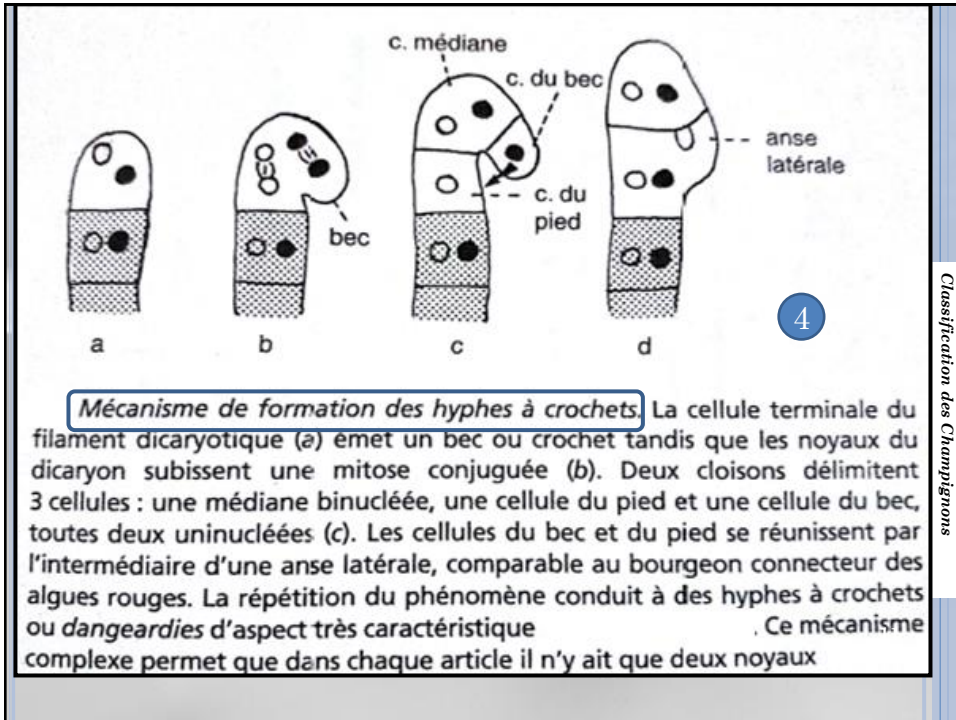 c. médiane
c. du bec
anse
latérale
c. du
pied
bec
a
b
c
d
4
Mécanisme de formation des hyphes à crochets. La cellule terminale du
filament dicaryotique (a) émet un bec ou crochet tandis que les noyaux du
dicaryon subissent une mitose conjuguée (b). Deux cloisons délimitent
3 cellules : une médiane binucléée, une cellule du pied et une cellule du bec,
toutes deux uninucléées (c). Les cellules du bec et du pied se réunissent par
l'intermédiaire d'une anse latérale, comparable au bourgeon connecteur des
algues rouges. La répétition du phénomène conduit à des hyphes à crochets
ou dangeardies d'aspect très caractéristique . Ce mécanisme
complexe permet que dans chaque article il n'y ait que deux noyaux
Classification des Champignons